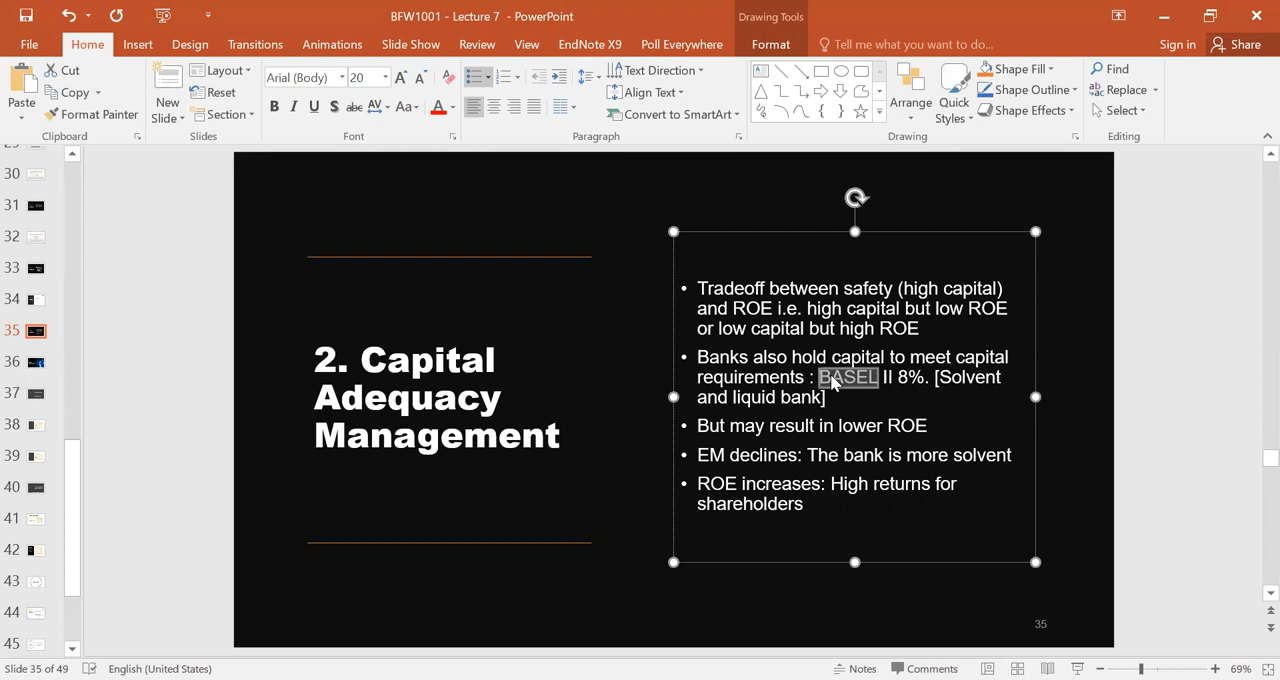 BFW1001 - Lecture 7 - PowerPoint
Drawing Tools
File Home Insert Design Transitions Animations Slide Show Review View EndNote X9 Poll Everywhere Format Tell me what you want to do... Sign in Share
Paste
Cut
Copy
Format Painter
Clipboard
New Slide
Layout
Reset
Section
Slides
Arial (Body) 20
B I U S abc AV Aa A
Font
Text Direction
Align Text
Convert to SmartArt
Paragraph
Arrange
Quick Styles
Shape Fill
Shape Outline
Shape Effects
Drawing
Find
Replace
Select
Editing
30
31
32
33
34
35
36
37
38
39
40
41
42
43
44
45
2. Capital
Adequacy
Management
• Tradeoff between safety (high capital)
and ROE i.e. high capital but low ROE
or low capital but high ROE
• Banks also hold capital to meet capital
requirements : BASEL II 8%. [Solvent
and liquid bank]
• But may result in lower ROE
• EM declines: The bank is more solvent
• ROE increases: High returns for
shareholders
35
Slide 35 of 49 English (United States) Notes Comments 69%